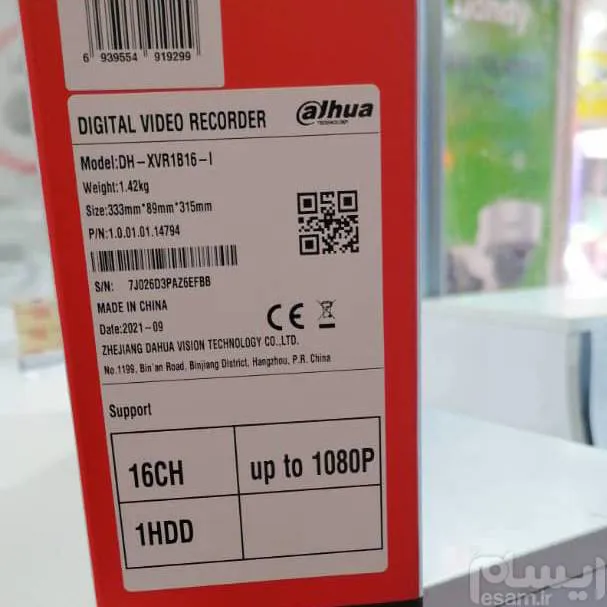 6 939554 919299
DIGITAL VIDEO RECORDER
alhua
TECHNOLOGY
Model:DH-XVR1B16-I
Weight:1.42kg
Size:333mm*89mm*315mm
P/N:1.0.01.01.14794
S/N: 7J026D3PAZ6EFBB
MADE IN CHINA
Date:2021-09
CE
ZHEJIANG DAHUA VISION TECHNOLOGY CO.,LTD.
No.1199, Bin'an Road, Binjiang District, Hangzhou, P.R. China
Support
16CH up to 1080P
1HDD
ایسام
esam.ir